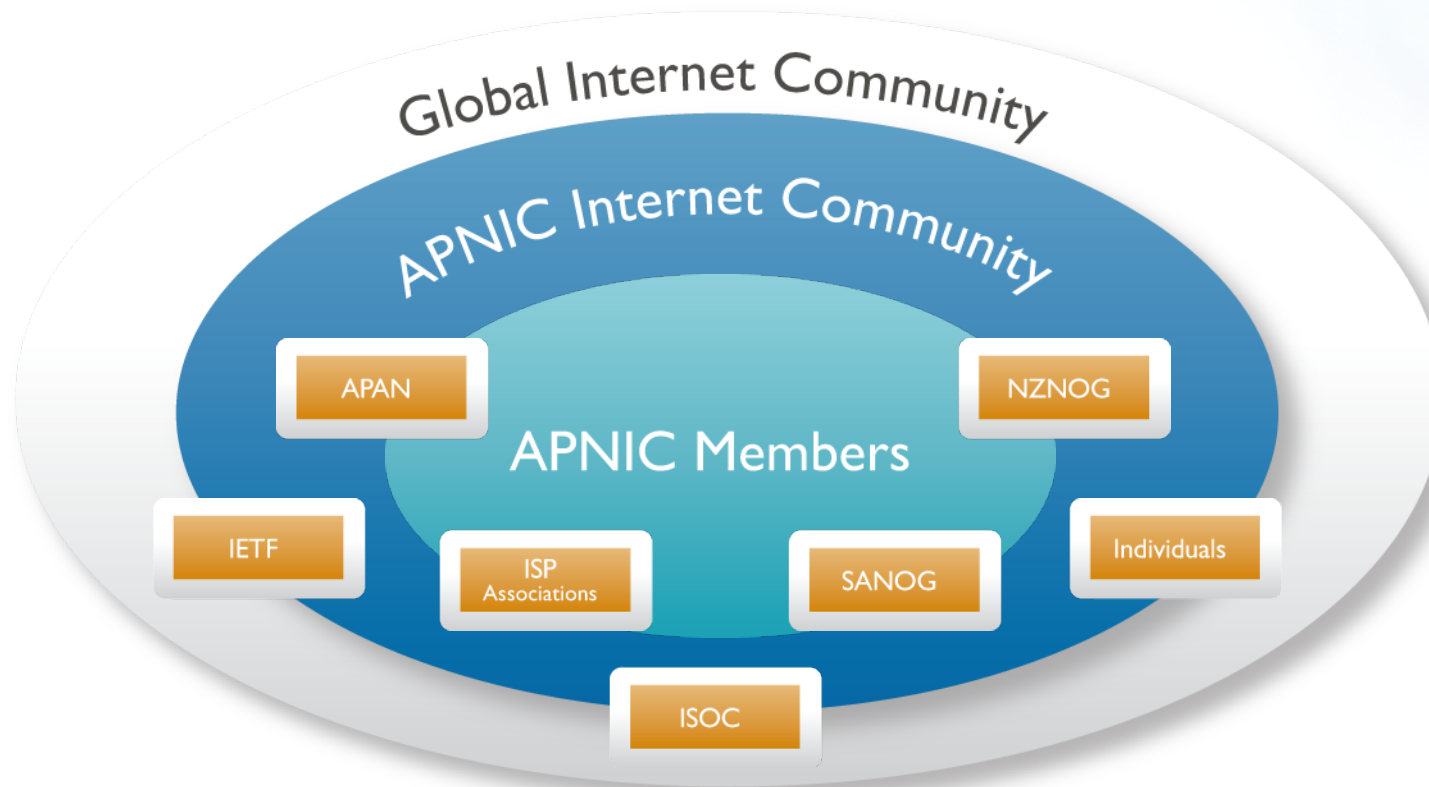 Global Internet Community
APNIC Internet Community
APAN
NZNOG
APNIC Members
IETF
ISP
Associations
SANOG
Individuals
ISOC